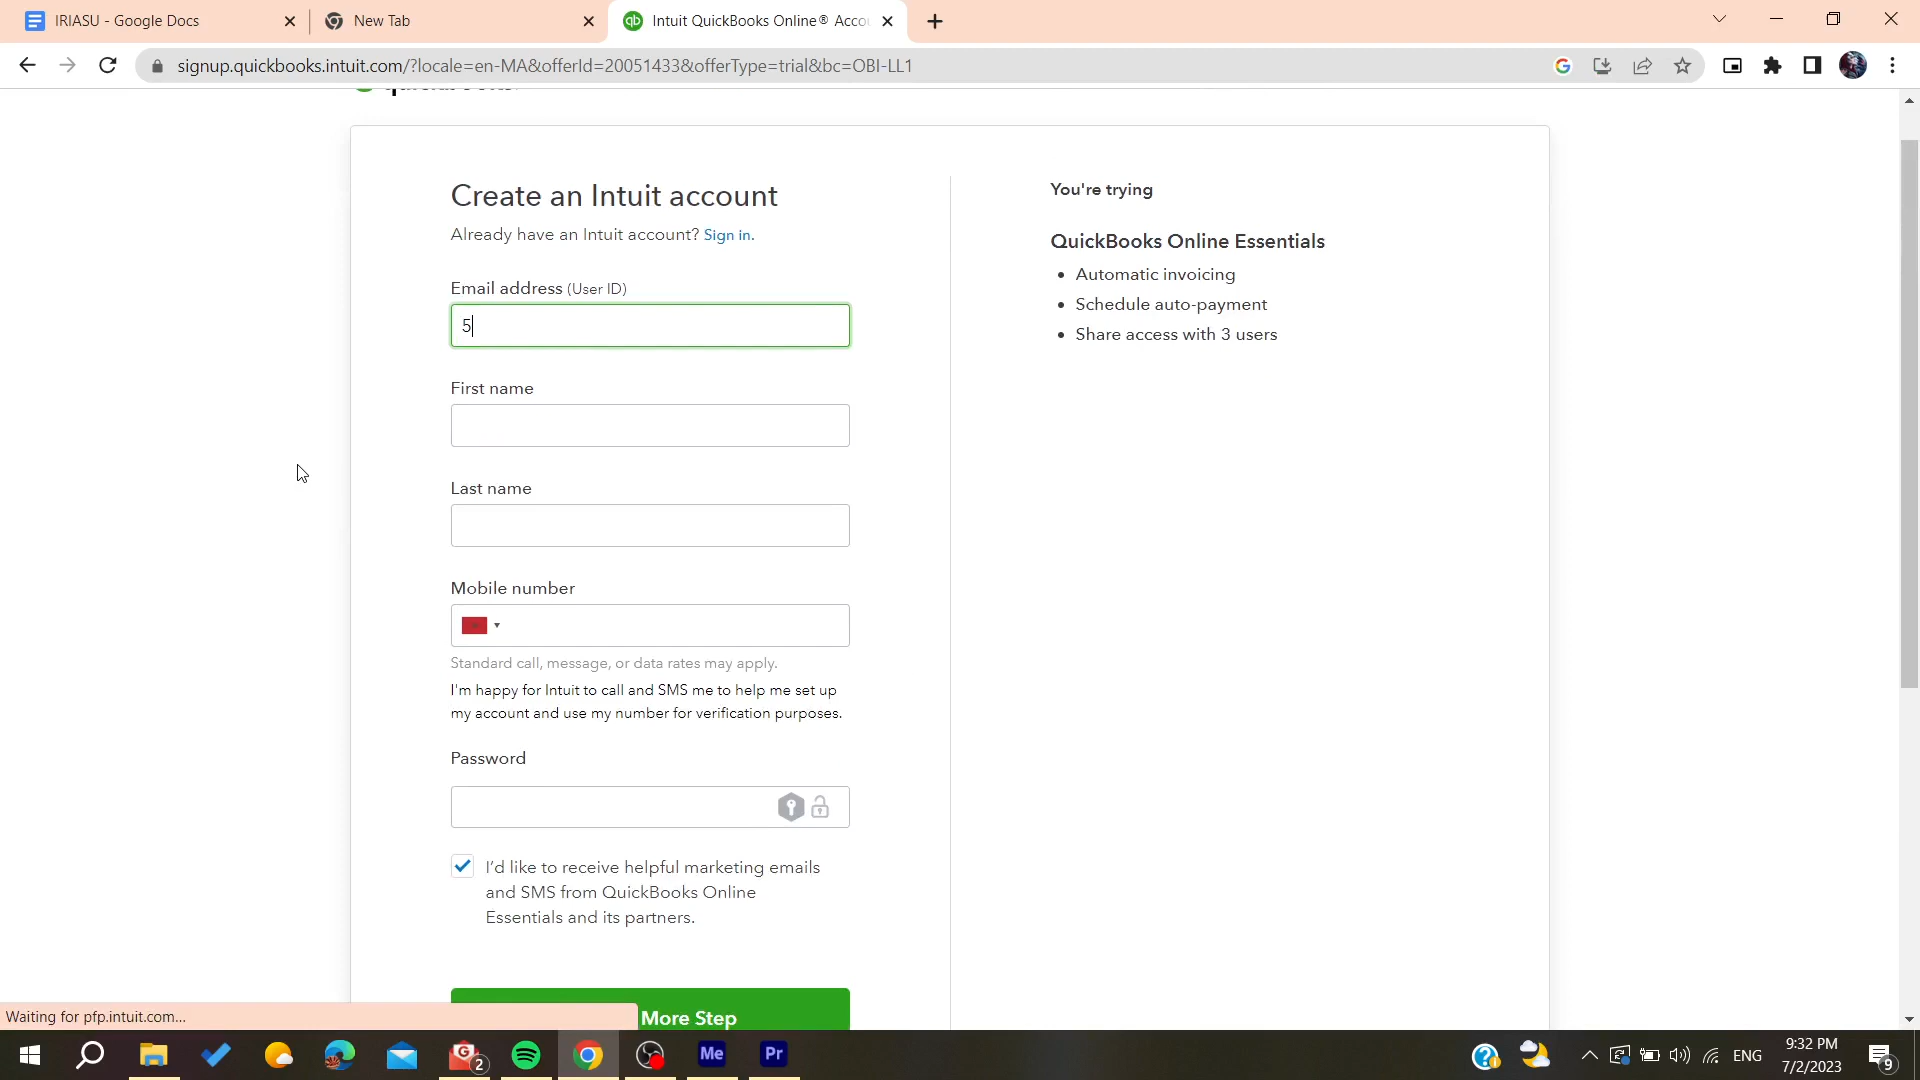 IRIASU - Google Docs
New Tab
Intuit QuickBooks Online® Accou
signup.quickbooks.intuit.com/?locale=en-MA&offerId=20051433&offerType=trial&bc=OBI-LL1
Create an Intuit account
Already have an Intuit account? Sign in.
Email address (User ID)
5
First name
Last name
Mobile number
Standard call, message, or data rates may apply.
I'm happy for Intuit to call and SMS me to help me set up
my account and use my number for verification purposes.
Password
I'd like to receive helpful marketing emails
and SMS from QuickBooks Online
Essentials and its partners.
More Step
You're trying
QuickBooks Online Essentials
• Automatic invoicing
• Schedule auto-payment
• Share access with 3 users
Waiting for pfp.intuit.com...
2
Me
Pr
ENG
9:32 PM
7/2/2023
9